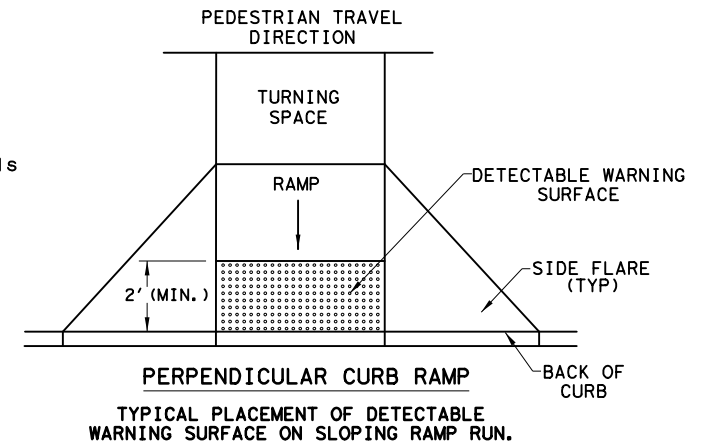 PEDESTRIAN TRAVEL
DIRECTION
TURNING
SPACE
ls
RAMP
DETECTABLE WARNING
SURFACE
SIDE FLARE
(TYP)
2' (MIN.)
BACK OF
CURB
PERPENDICULAR CURB RAMP
TYPICAL PLACEMENT OF DETECTABLE
WARNING SURFACE ON SLOPING RAMP RUN.